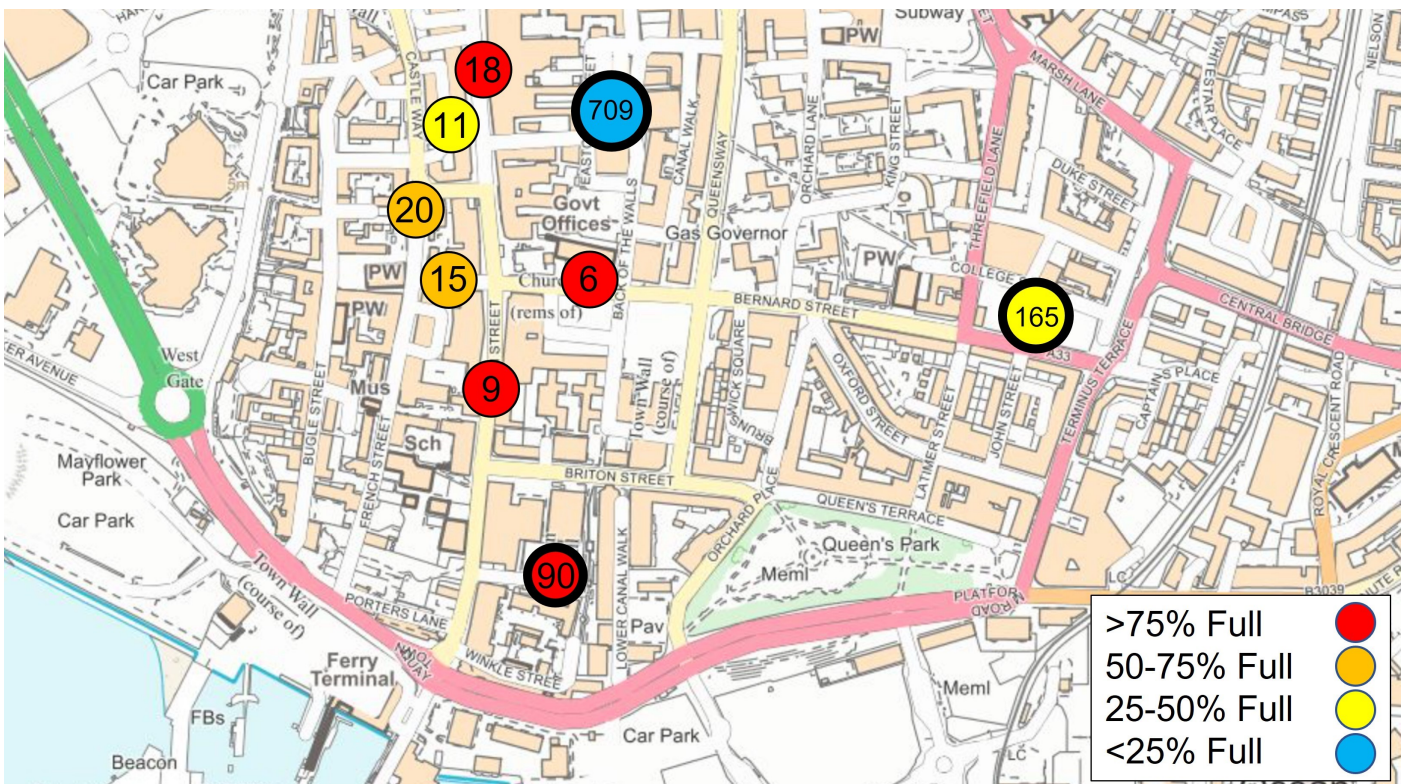 Subway
PW
CASTLE WAY
18
Car Park
11
709
MARSH LANE
WHITESTAR PLACE
NELSON
5m
EAST
STREET
CANAL WALK
QUEENSWAY
ORCHARD LANE
KING STREET
THREEFIELD LANE
DUKE STREET
20
Govt
Offices
BACK OF THE WALLS
Gas Governor
PW
15
PW
6
PW
COLLEGE
165
CENTRAL BRIDGE
(rems of)
BERNARD STREET
A33
TERMINUS TERRACE
West
Gate
STREET
AVENUE
BUGLE STREET
Mus
9
Town Wall
(course of)
BRUNSWICK SQUARE
OXFORD STREET
LATIMER STREET
JOHN STREET
CAPTAIN'S PLACE
ROYAL CRESCENT ROAD
FRENCH STREET
Sch
Mayflower
Park
Car Park
BRITON STREET
ORCHARD PLACE
QUEEN'S TERRACE
Queen's Park
Meml
90
LOWER CANAL WALK
Pav
Town Wall
(course of)
PORTERS LANE
TOWN
QUAY
WINKLE STREE
PLATFOR
ROAD
LC
B3039
Ferry
Terminal
FBs
Beacon
Car Park
Meml
LC
>75% Full
50-75% Full
25-50% Full
<25% Full